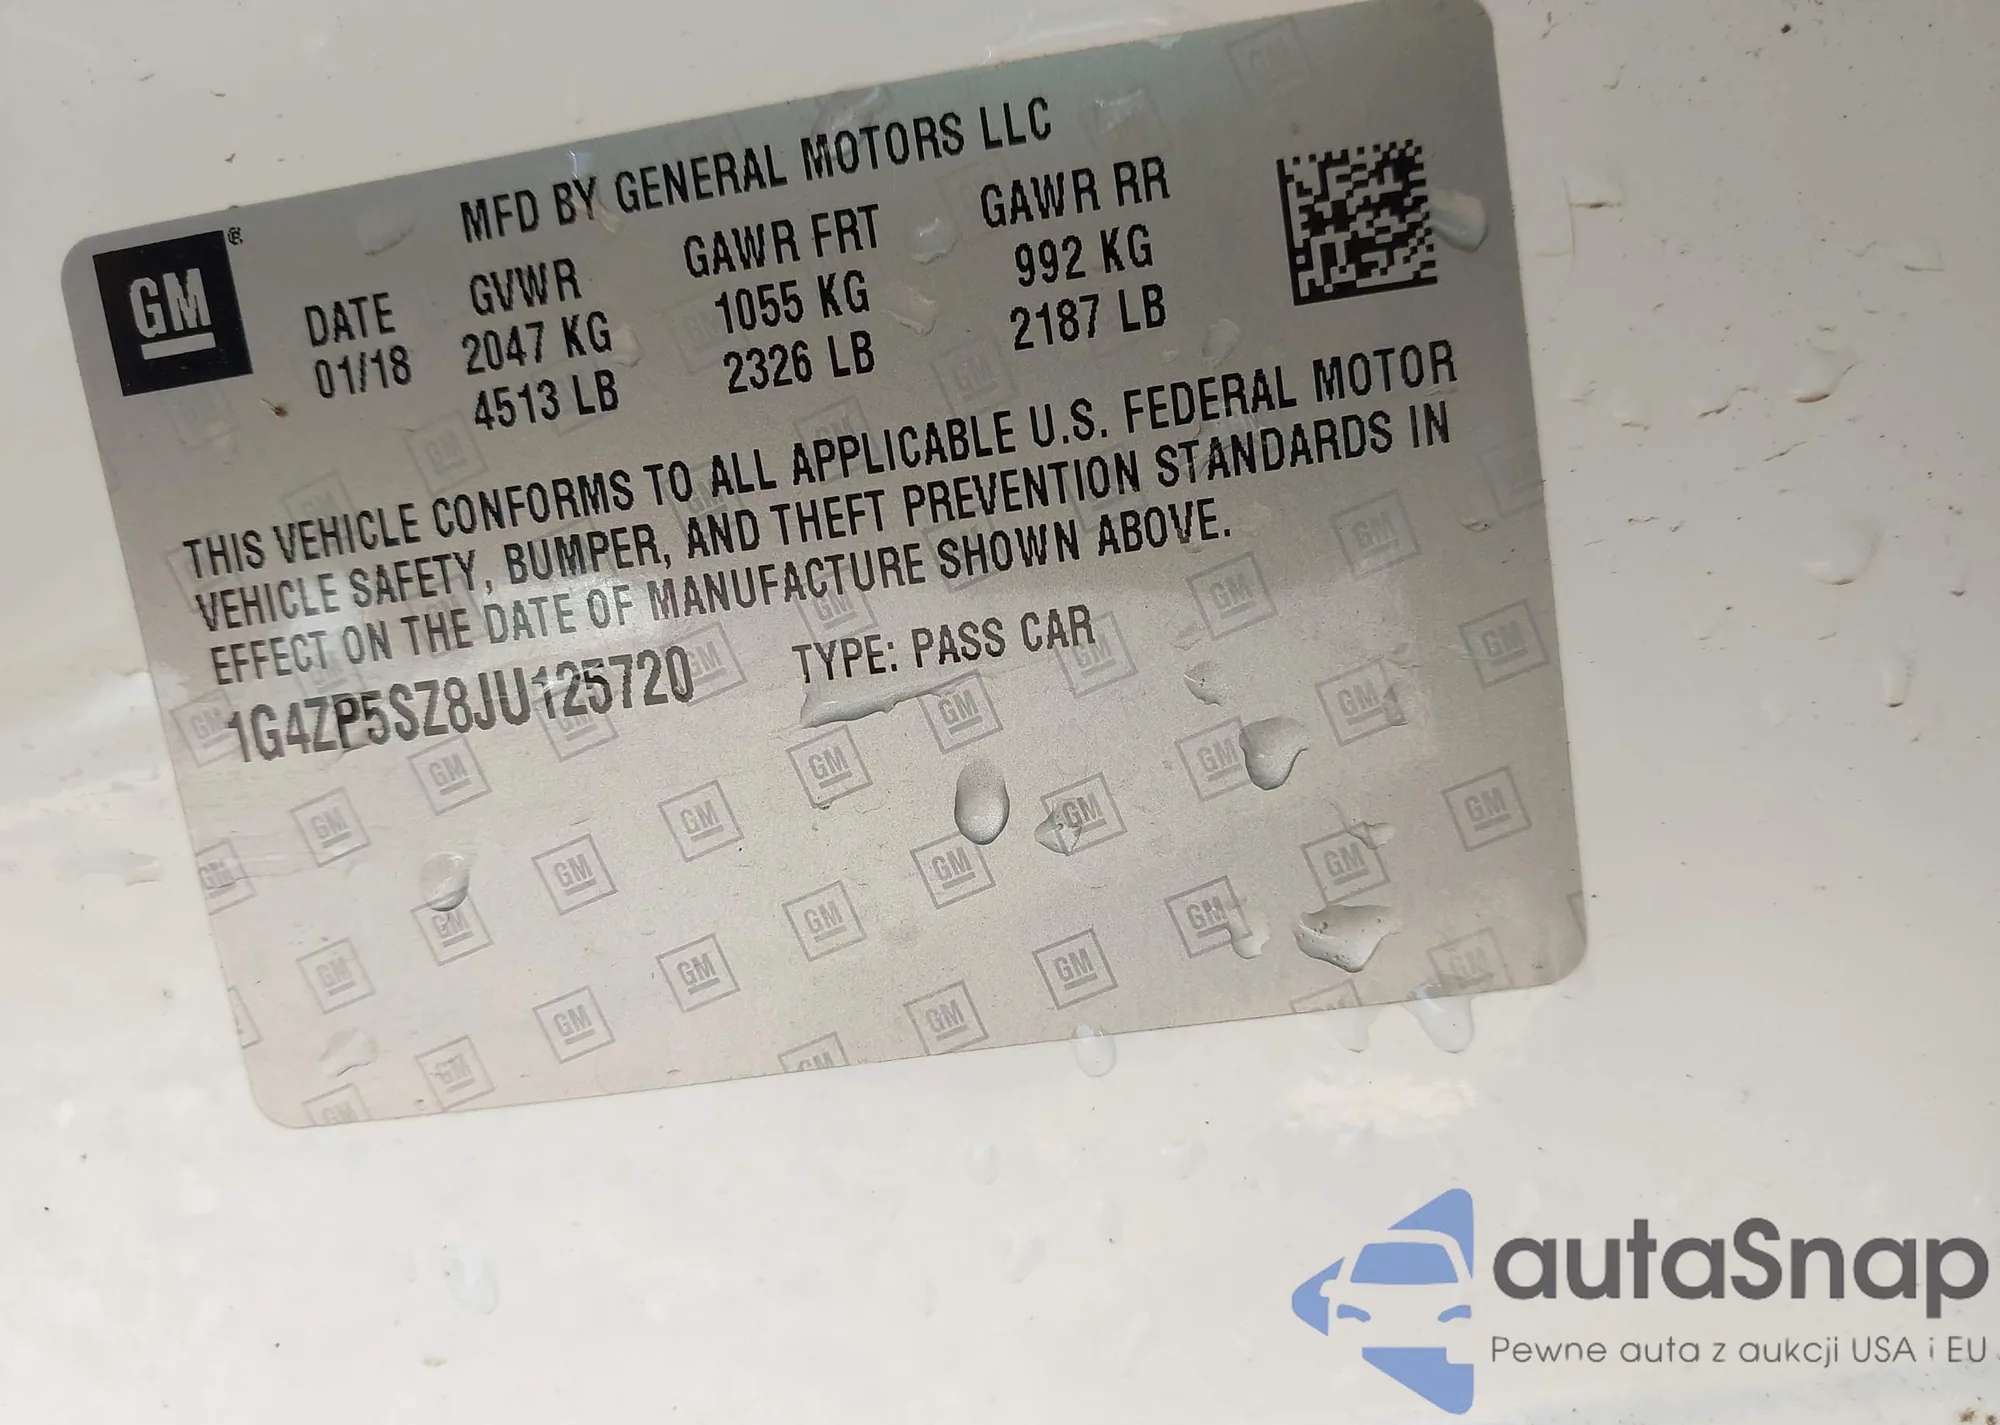 MFD BY GENERAL MOTORS LLC
GM®
DATE GVWR GAWR FRT GAWR RR
01/18 2047 KG 1055 KG 992 KG
4513 LB 2326 LB 2187 LB
THIS VEHICLE CONFORMS TO ALL APPLICABLE U.S. FEDERAL MOTOR
VEHICLE SAFETY, BUMPER, AND THEFT PREVENTION STANDARDS IN
EFFECT ON THE DATE OF MANUFACTURE SHOWN ABOVE.
1G4ZP5SZ8JU125720 TYPE: PASS CAR
autaSnap
Pewne auta z aukcji USA i EU